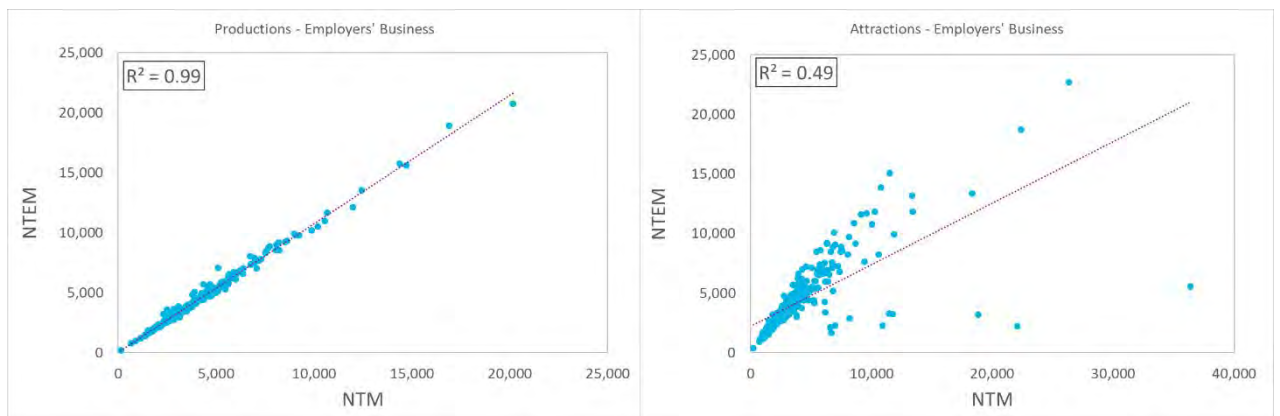 Productions - Employers' Business
R² = 0.99
25,000
20,000
15,000
10,000
5,000
0
NTEM
0 5,000 10,000 15,000 20,000 25,000
NTM
Attractions - Employers' Business
R² = 0.49
25,000
20,000
15,000
10,000
5,000
0
NTEM
0 10,000 20,000 30,000 40,000
NTM